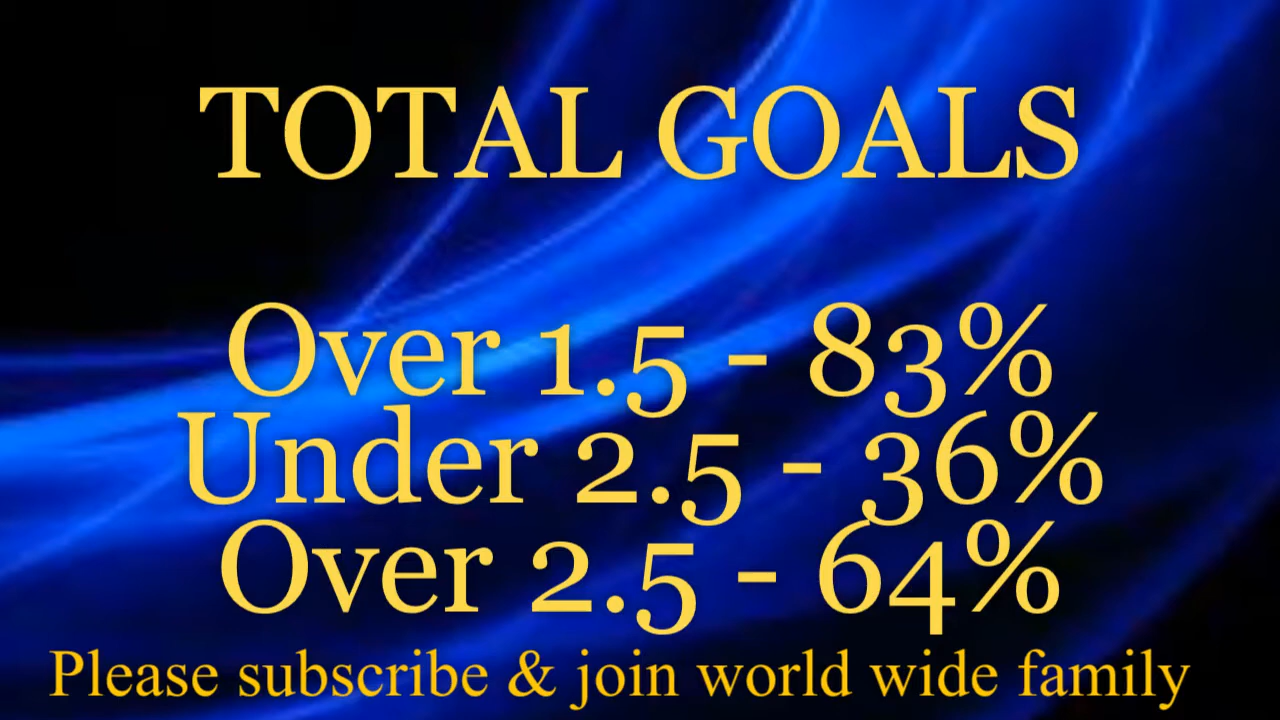 TOTAL GOALS
Over 1.5 - 83%
Under 2.5 - 36%
Over 2.5 - 64%
Please subscribe & join world wide family